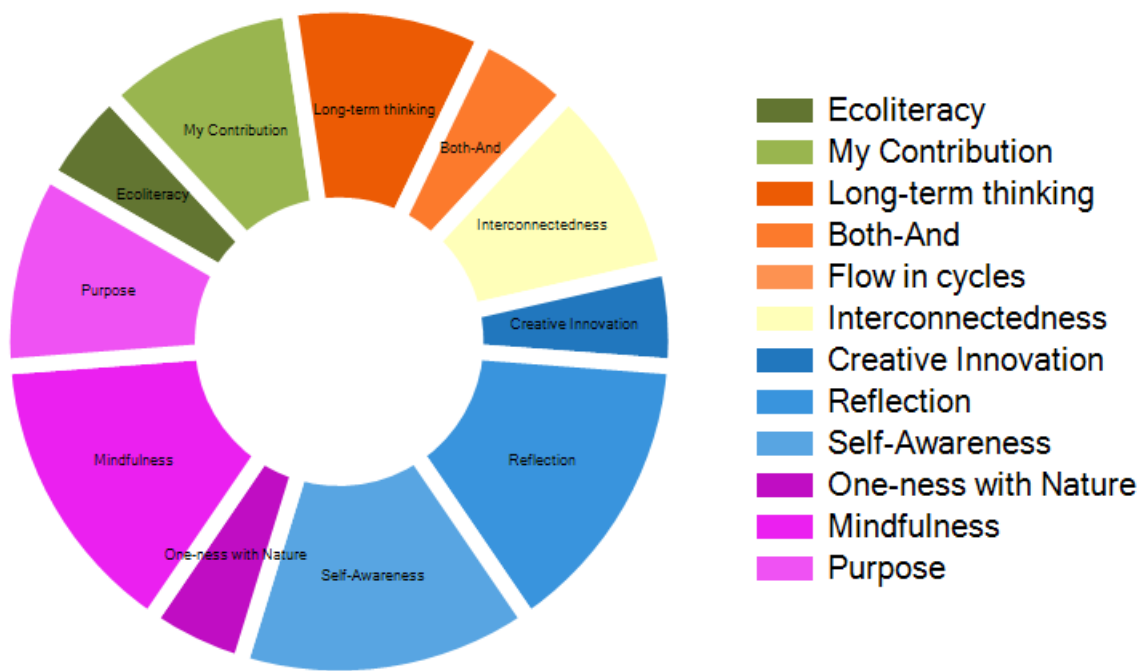 Long-term thinking
My Contribution
Both-And
Ecoliteracy
Interconnectedness
Purpose
Creative Innovation
Mindfulness
Reflection
One-ness with Nature
Self-Awareness
Ecoliteracy
My Contribution
Long-term thinking
Both-And
Flow in cycles
Interconnectedness
Creative Innovation
Reflection
Self-Awareness
One-ness with Nature
Mindfulness
Purpose